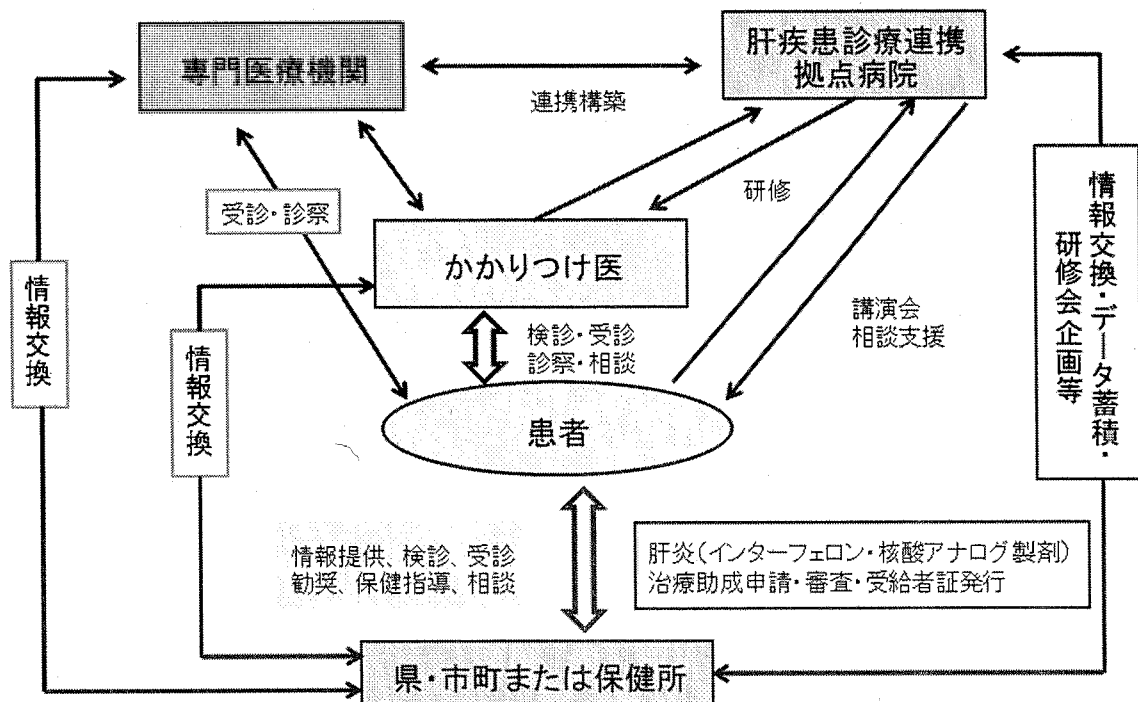 専門医療機関
肝疾患診療連携
拠点病院
連携構築
受診・診察
研修
かかりつけ医
情報交換
情報交換
検診・受診
診察・相談
講演会
相談支援
情報交換・データ蓄積・
研修会企画等
患者
情報提供、検診、受診
勧奨、保健指導、相談
肝炎(インターフェロン・核酸アナログ製剤)
治療助成申請・審査・受給者証発行
県・市町または保健所